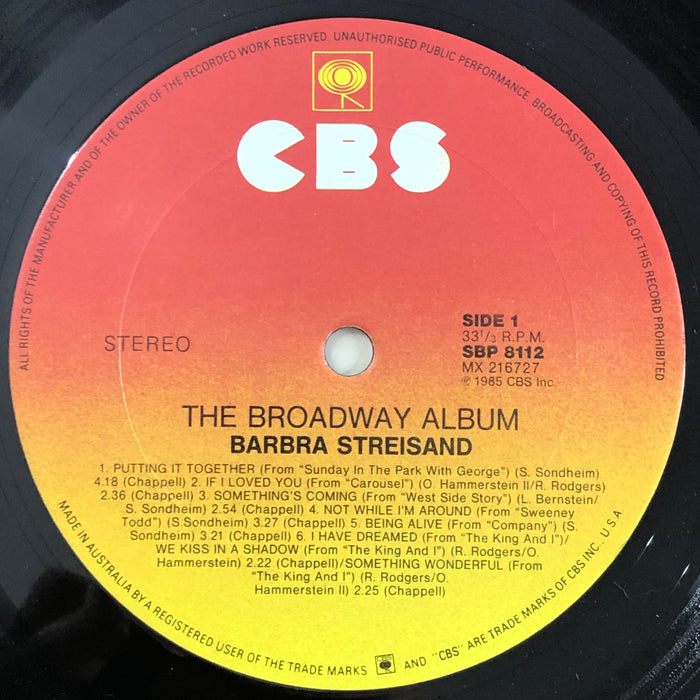 ALL RIGHTS OF THE MANUFACTURER AND OF THE OWNER OF THE RECORDED WORK RESERVED. UNAUTHORISED PUBLIC PERFORMANCE, BROADCASTING AND COPYING OF THIS RECORD PROHIBITED
CBS
STEREO
SIDE 1
33 1/3 R.P.M.
SBP 8112
MX 216727
℗ 1985 CBS Inc.
THE BROADWAY ALBUM
BARBRA STREISAND
1. PUTTING IT TOGETHER (From "Sunday In The Park With George") (S. Sondheim)
4.18 (Chappell) 2. IF I LOVED YOU (From "Carousel") (O. Hammerstein II/R. Rodgers)
2.36 (Chappell) 3. SOMETHING'S COMING (From "West Side Story") (L. Bernstein/
S. Sondheim) 2.54 (Chappell) 4. NOT WHILE I'M AROUND (From "Sweeney
Todd") (S Sondheim) 3.27 (Chappell) 5. BEING ALIVE (From "Company") (S.
Sondheim) 3.21 (Chappell) 6. I HAVE DREAMED (From "The King And I")/
WE KISS IN A SHADOW (From "The King And I") (R. Rodgers/O.
Hammerstein) 2.22 (Chappell)/SOMETHING WONDERFUL (From
"The King And I") (R. Rodgers/O.
Hammerstein II) 2.25 (Chappell)
MADE IN AUSTRALIA BY A REGISTERED USER OF THE TRADE MARKS CBS AND "CBS" ARE TRADE MARKS OF CBS INC., U.S.A